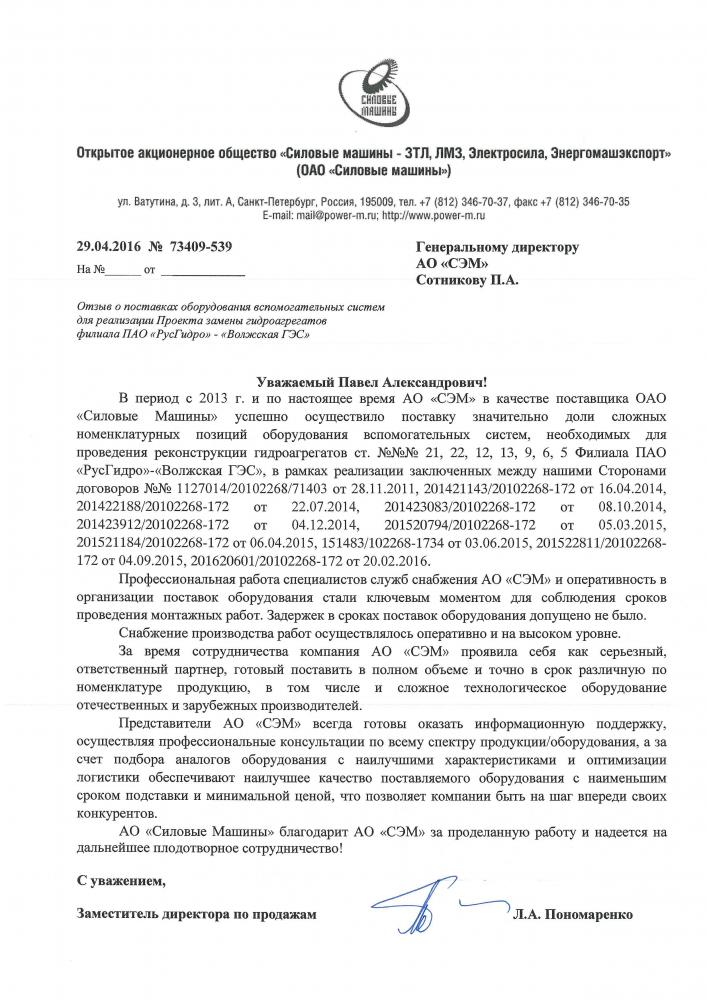 СИЛОВЫЕ
МАШИНЫ
Открытое акционерное общество «Силовые машины - ЗТЛ, ЛМЗ, Электросила, Энергомашэкспорт»
(ОАО «Силовые машины»)
ул. Ватутина, д. 3, лит. А, Санкт-Петербург, Россия, 195009, тел. +7 (812) 346-70-37, факс +7 (812) 346-70-35
E-mail: mail@power-m.ru; http://www.power-m.ru
29.04.2016 № 73409-539
На №______ от ____________
Генеральному директору
АО «СЭМ»
Сотникову П.А.
Отзыв о поставках оборудования вспомогательных систем
для реализации Проекта замены гидроагрегатов
филиала ПАО «РусГидро» - «Волжская ГЭС»
Уважаемый Павел Александрович!
В период с 2013 г. и по настоящее время АО «СЭМ» в качестве поставщика ОАО
«Силовые Машины» успешно осуществило поставку значительно доли сложных
номенклатурных позиций оборудования вспомогательных систем, необходимых для
проведения реконструкции гидроагрегатов ст. №№№ 21, 22, 12, 13, 9, 6, 5 Филиала ПАО
«РусГидро»-«Волжская ГЭС», в рамках реализации заключенных между нашими Сторонами
договоров №№ 1127014/20102268/71403 от 28.11.2011, 201421143/20102268-172 от 16.04.2014,
201422188/20102268-172 от 22.07.2014, 201423083/20102268-172 от 08.10.2014,
201423912/20102268-172 от 04.12.2014, 201520794/20102268-172 от 05.03.2015,
201521184/20102268-172 от 06.04.2015, 151483/102268-1734 от 03.06.2015, 201522811/20102268-
172 от 04.09.2015, 201620601/20102268-172 от 20.02.2016.
Профессиональная работа специалистов служб снабжения АО «СЭМ» и оперативность в
организации поставок оборудования стали ключевым моментом для соблюдения сроков
проведения монтажных работ. Задержек в сроках поставок оборудования допущено не было.
Снабжение производства работ осуществлялось оперативно и на высоком уровне.
За время сотрудничества компания АО «СЭМ» проявила себя как серьезный,
ответственный партнер, готовый поставить в полном объеме и точно в срок различную по
номенклатуре продукцию, в том числе и сложное технологическое оборудование
отечественных и зарубежных производителей.
Представители АО «СЭМ» всегда готовы оказать информационную поддержку,
осуществляя профессиональные консультации по всему спектру продукции/оборудования, а за
счет подбора аналогов оборудования с наилучшими характеристиками и оптимизации
логистики обеспечивают наилучшее качество поставляемого оборудования с наименьшим
сроком подставки и минимальной ценой, что позволяет компании быть на шаг впереди своих
конкурентов.
АО «Силовые Машины» благодарит АО «СЭМ» за проделанную работу и надеется на
дальнейшее плодотворное сотрудничество!
С уважением,
Заместитель директора по продажам
Л.А. Пономаренко